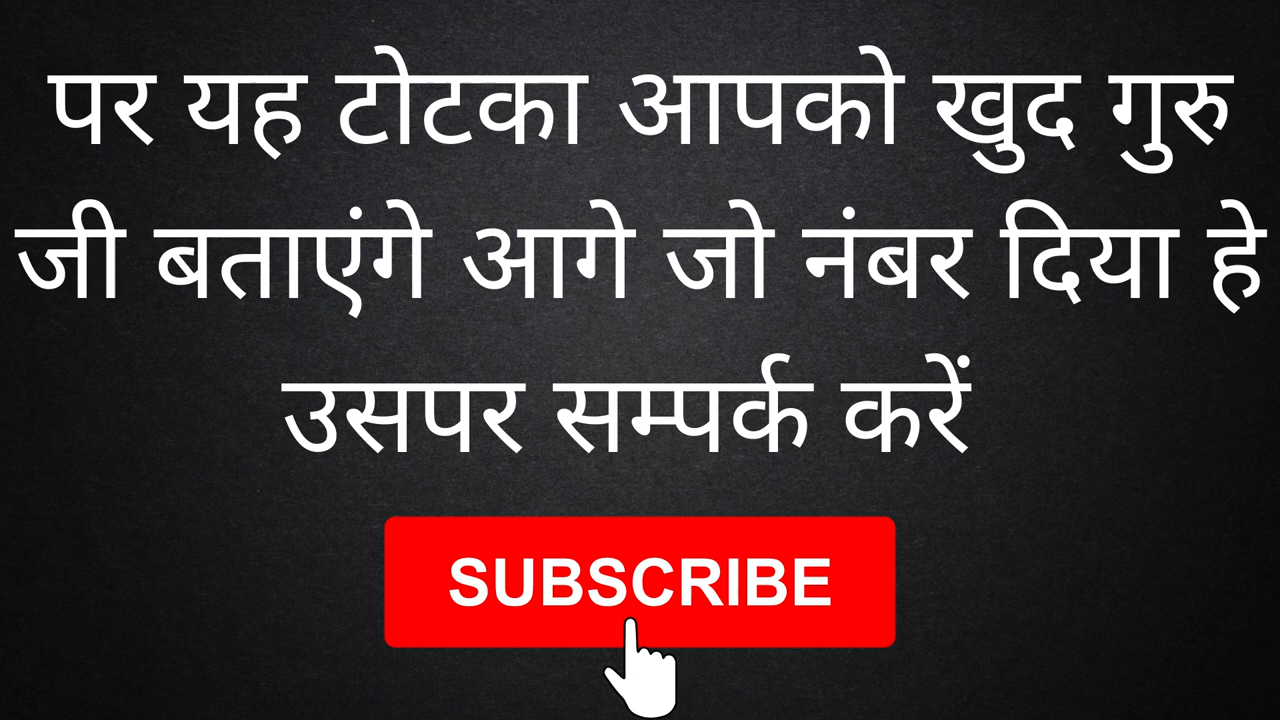 पर यह टोटका आपको खुद गुरु
जी बताएंगे आगे जो नंबर दिया हे
उसपर सम्पर्क करें
SUBSCRIBE